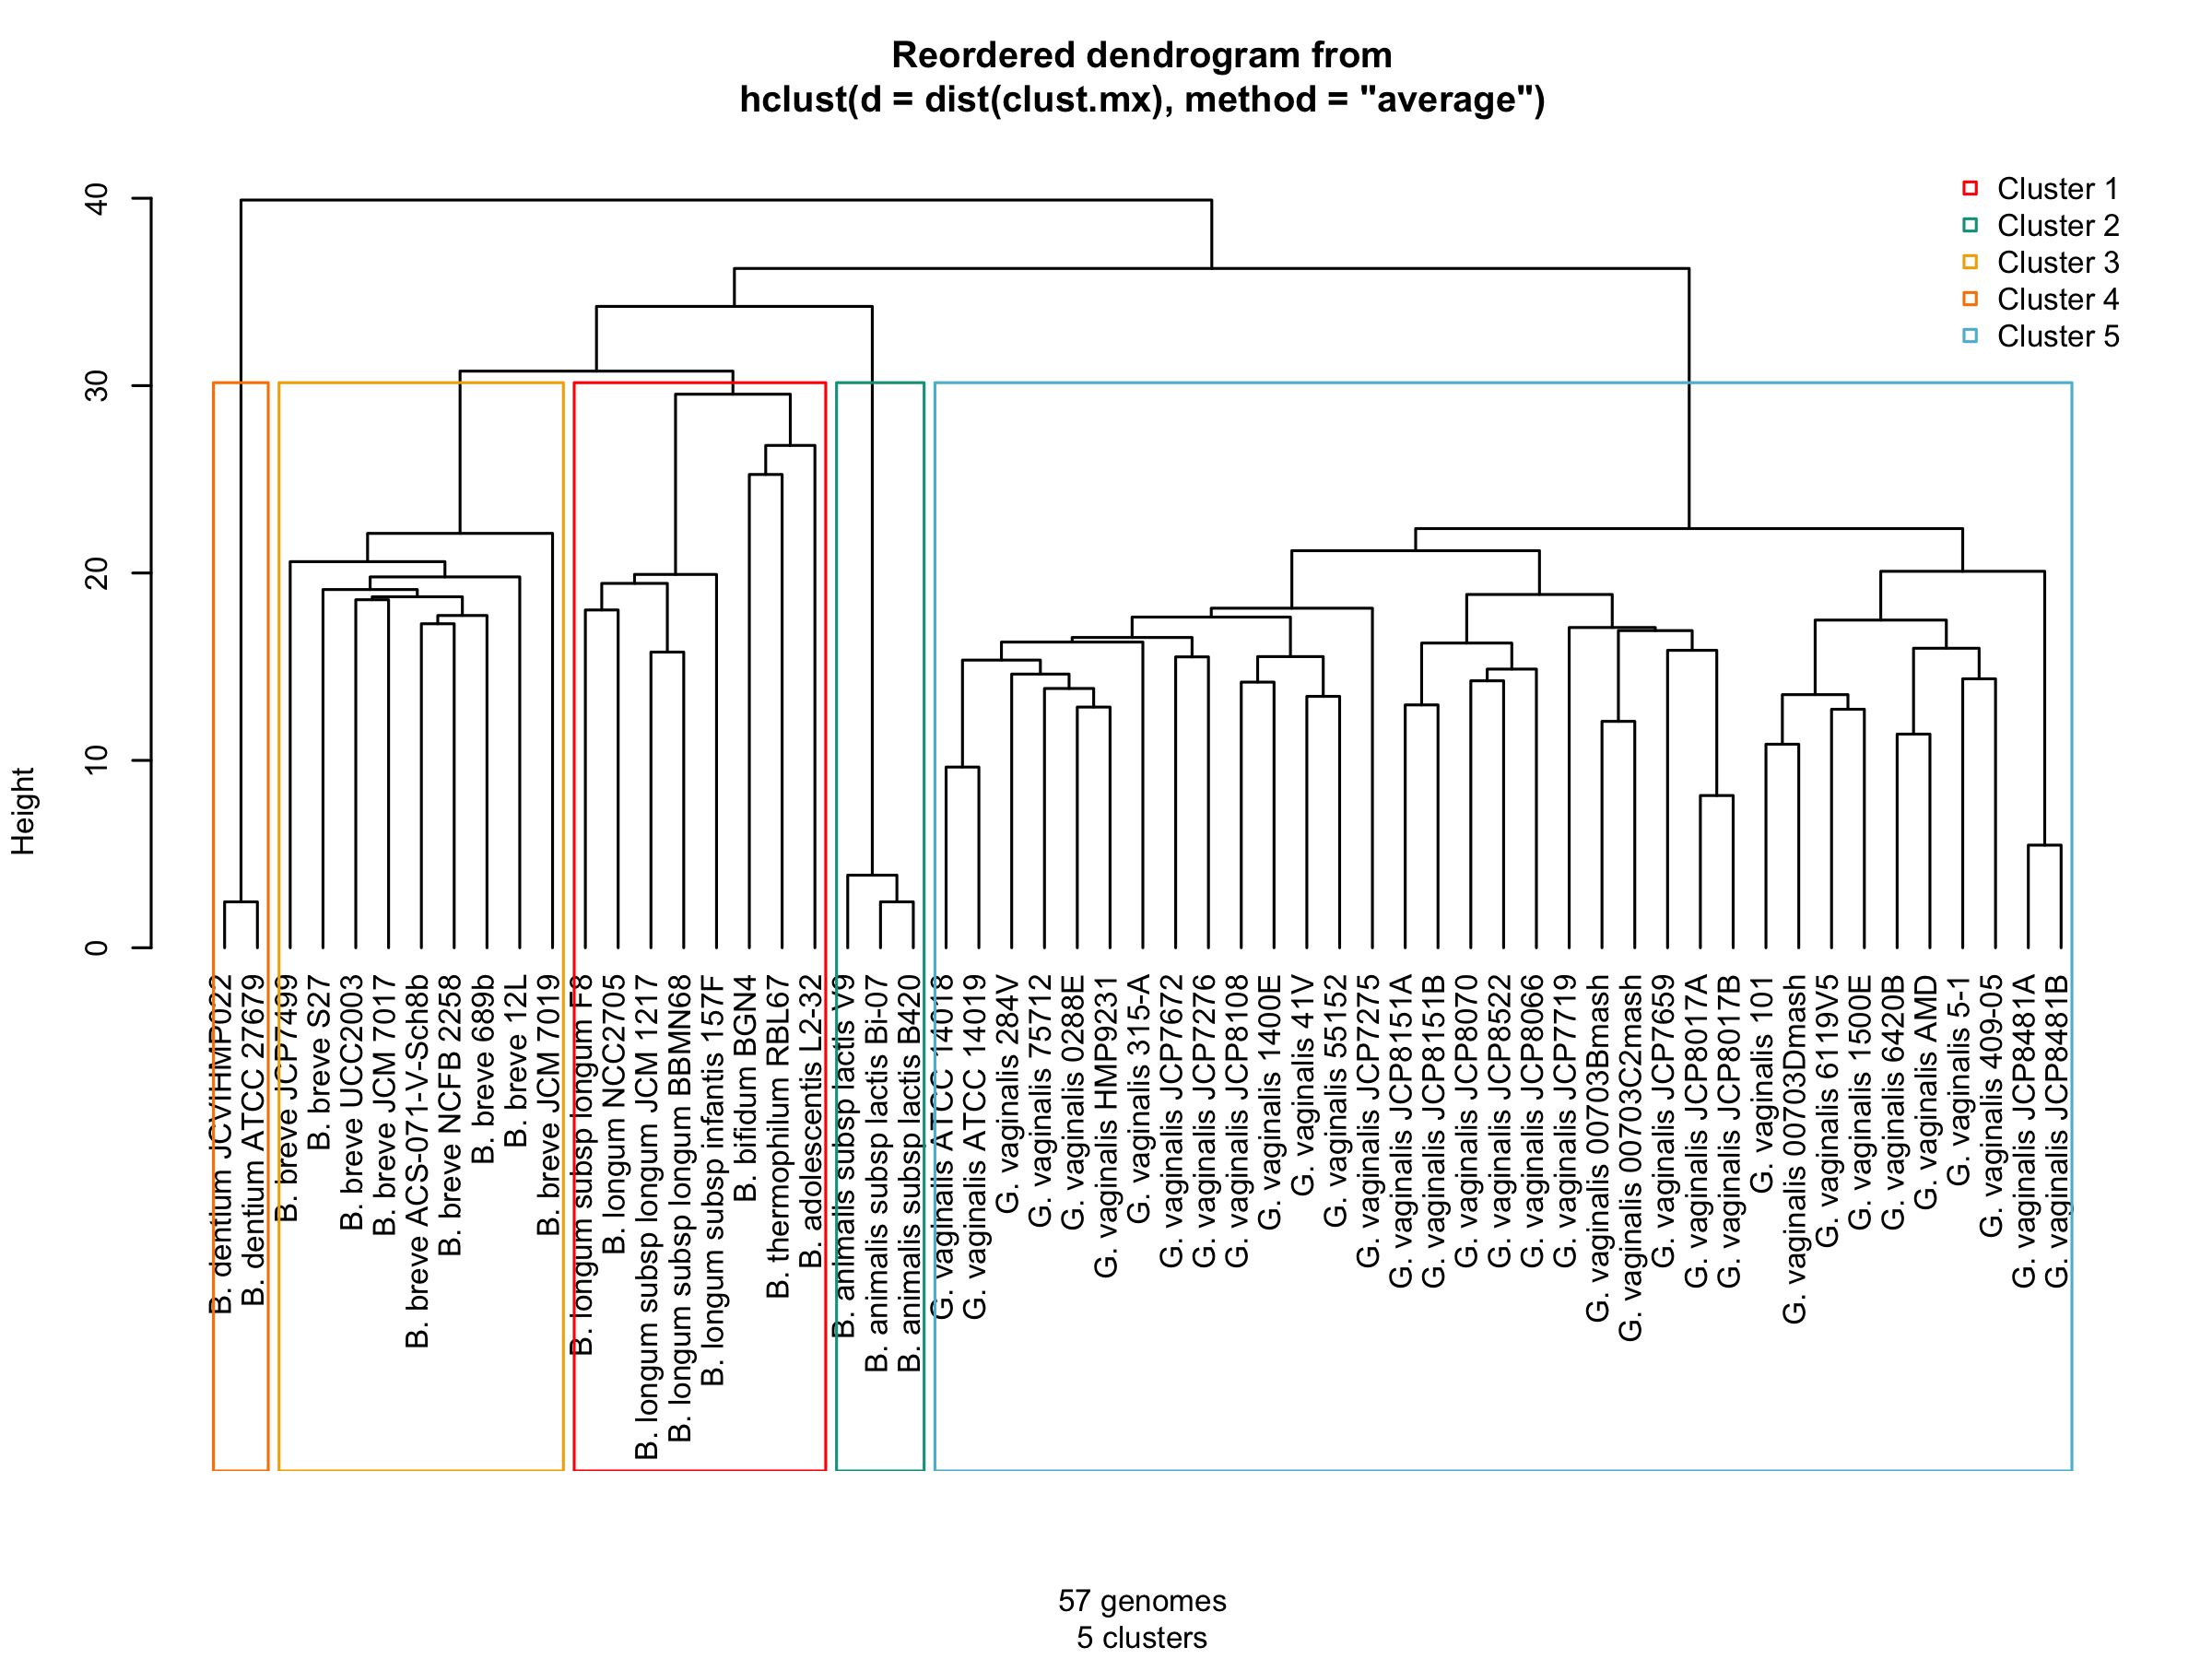 Reordered dendrogram from
hclust(d = dist(clust.mx), method = "average")
Cluster 1
Cluster 2
Cluster 3
Cluster 4
Cluster 5
40
30
20
10
0
Height
B. dentium JCVIHMP022
B. dentium ATCC 27679
B. breve JCP7499
B. breve S27
B. breve UCC2003
B. breve JCM 7017
B. breve ACS-071-V-Sch8b
B. breve NCFB 2258
B. breve 689b
B. breve 12L
B. breve JCM 7019
B. longum subsp longum F8
B. longum NCC2705
B. longum subsp longum JCM 1217
B. longum subsp longum BBMN68
B. longum subsp infantis 157F
B. bifidum BGN4
B. thermophilum RBL67
B. adolescentis L2-32
B. animalis subsp lactis V9
B. animalis subsp lactis Bi-07
B. animalis subsp lactis B420
G. vaginalis ATCC 14018
G. vaginalis ATCC 14019
G. vaginalis 284V
G. vaginalis 75712
G. vaginalis 0288E
G. vaginalis HMP9231
G. vaginalis 315-A
G. vaginalis JCP7672
G. vaginalis JCP7276
G. vaginalis JCP8108
G. vaginalis 1400E
G. vaginalis 41V
G. vaginalis 55152
G. vaginalis JCP7275
G. vaginalis JCP8151A
G. vaginalis JCP8151B
G. vaginalis JCP8070
G. vaginalis JCP8522
G. vaginalis JCP8066
G. vaginalis JCP7719
G. vaginalis 00703Bmash
G. vaginalis 00703C2mash
G. vaginalis JCP7659
G. vaginalis JCP8017A
G. vaginalis JCP8017B
G. vaginalis 101
G. vaginalis 00703Dmash
G. vaginalis 6119V5
G. vaginalis 1500E
G. vaginalis 6420B
G. vaginalis AMD
G. vaginalis 5-1
G. vaginalis 409-05
G. vaginalis JCP8481A
G. vaginalis JCP8481B
57 genomes
5 clusters